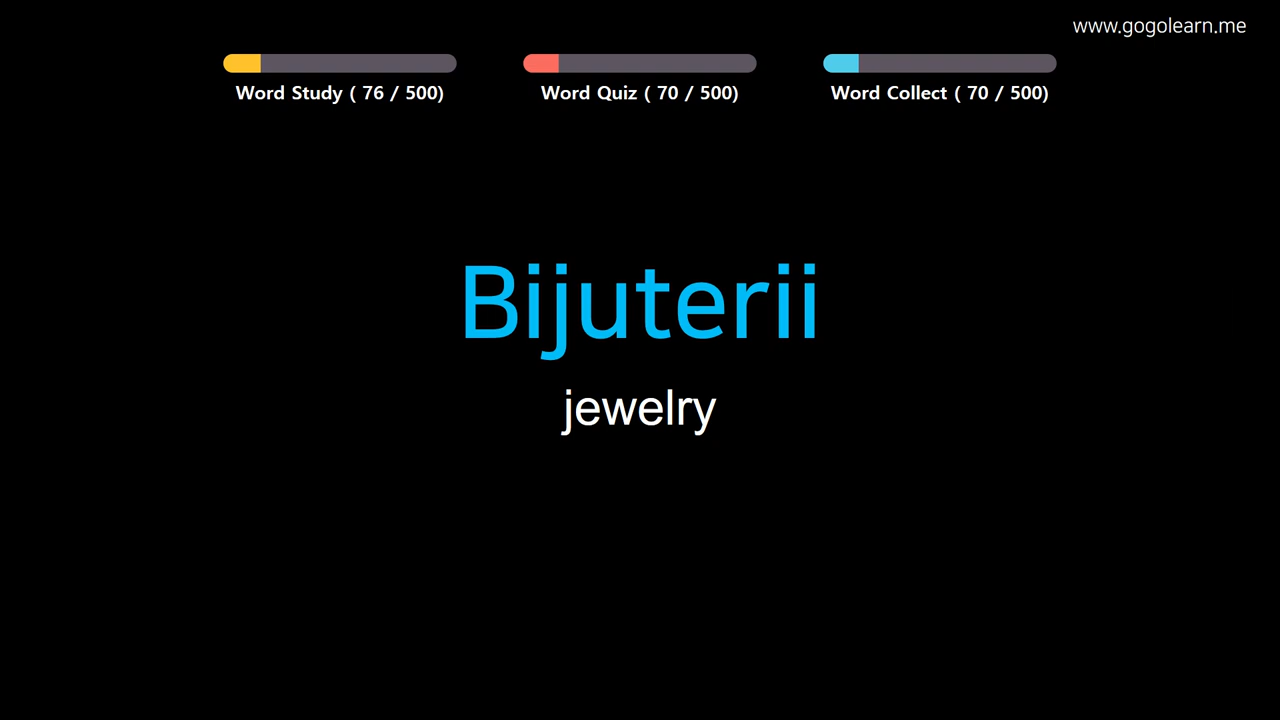 www.gogolearn.me
Word Study ( 76 / 500)
Word Quiz ( 70 / 500)
Word Collect ( 70 / 500)
Bijuterii
jewelry